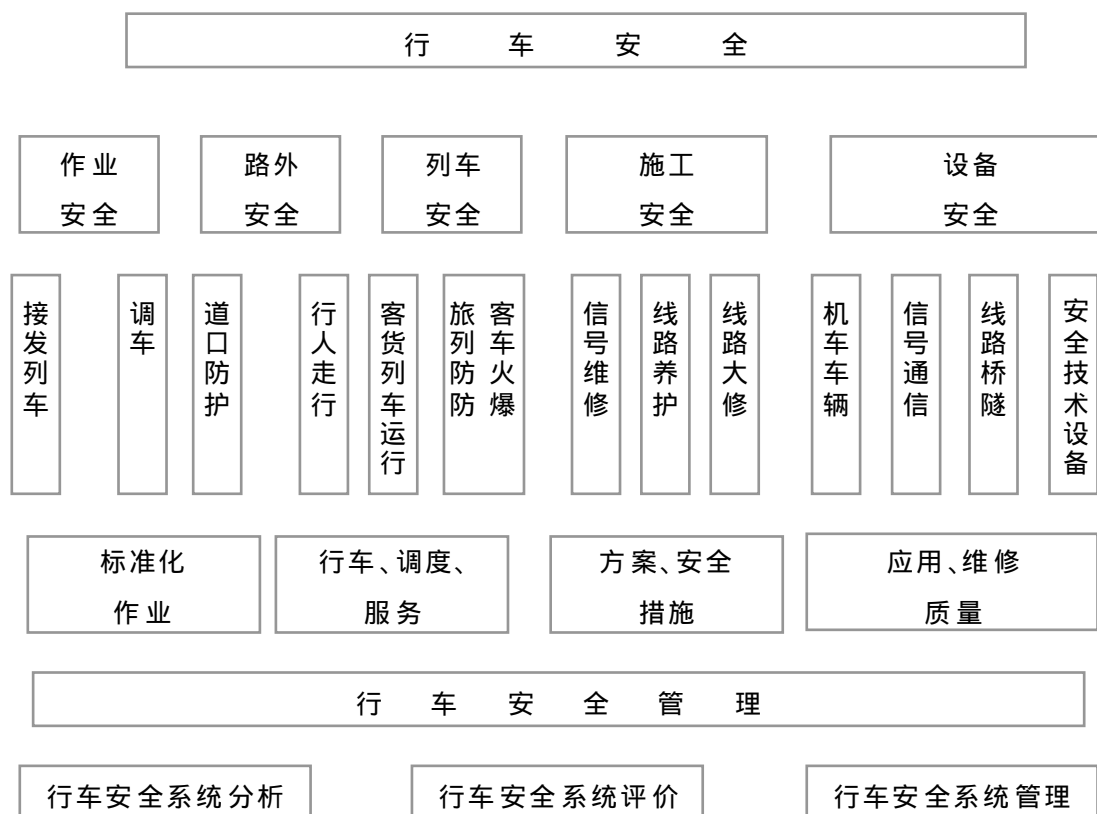 行车安全
作业
安全
路外
安全
列车
安全
施工
安全
设备
安全
接发列车
调车
道口防护
行人走行
客货列车运行
旅列防防
客车火爆
信号维修
线路养护
线路大修
机车车辆
信号通信
线路桥隧
安全技术设备
标准化
作业
行车、调度、
服务
方案、安全
措施
应用、维修
质量
行车安全管理
行车安全系统分析
行车安全系统评价
行车安全系统管理